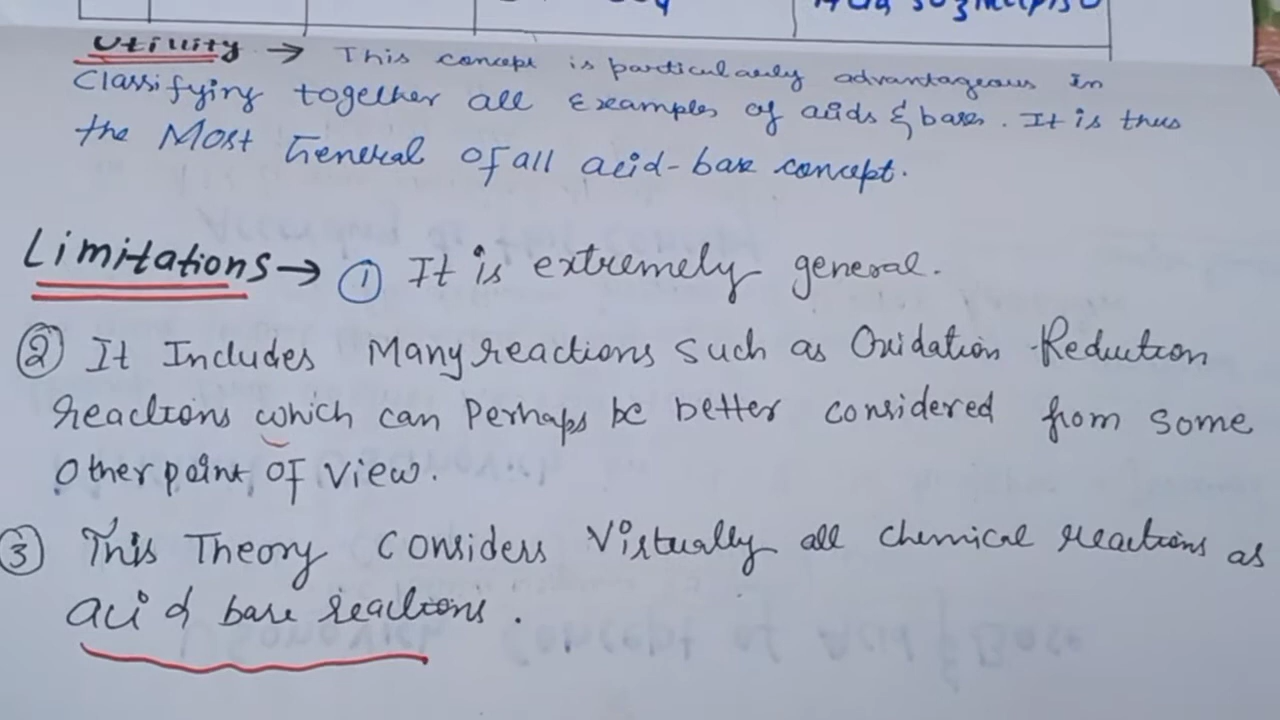 Utility → This concept is particularly advantageous in
Classifying together all Examples of acids & bases. It is thus
the Most General of all acid-base concept.
Limitations → ① It is extremely general.
② It Includes Many reactions such as Oxidation-Reduction
reactions which can Perhaps be better considered from some
Other point of view.
③ This Theory Considers Virtually all chemical reactions as
acid base reactions.